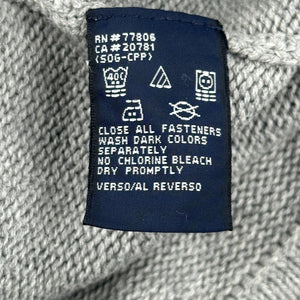 RN#77806
CA#20781
(SOG-CPP)
40C
CLOSE ALL FASTENERS
WASH DARK COLORS
SEPARATELY
NO CHLORINE BLEACH
DRY PROMPTLY
VERSO/AL REVERSO